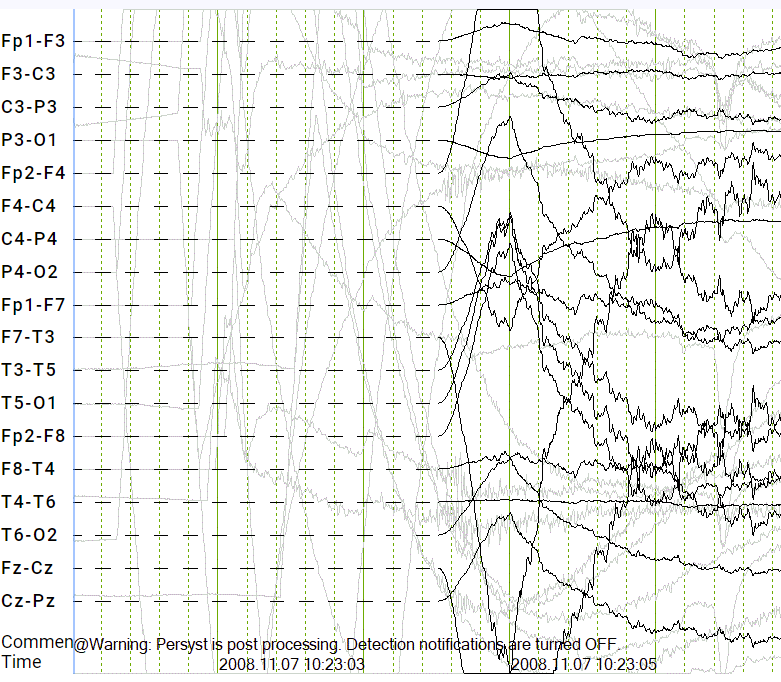 Fp1-F3
F3-C3
C3-P3
P3-O1
Fp2-F4
F4-C4
C4-P4
P4-O2
Fp1-F7
F7-T3
T3-T5
T5-O1
Fp2-F8
F8-T4
T4-T6
T6-O2
Fz-Cz
Cz-Pz
Commen@Warning: Persyst is post processing. Detection notifications are turned OFF.
Time 2008.11.07 10:23:03 2008.11.07 10:23:05